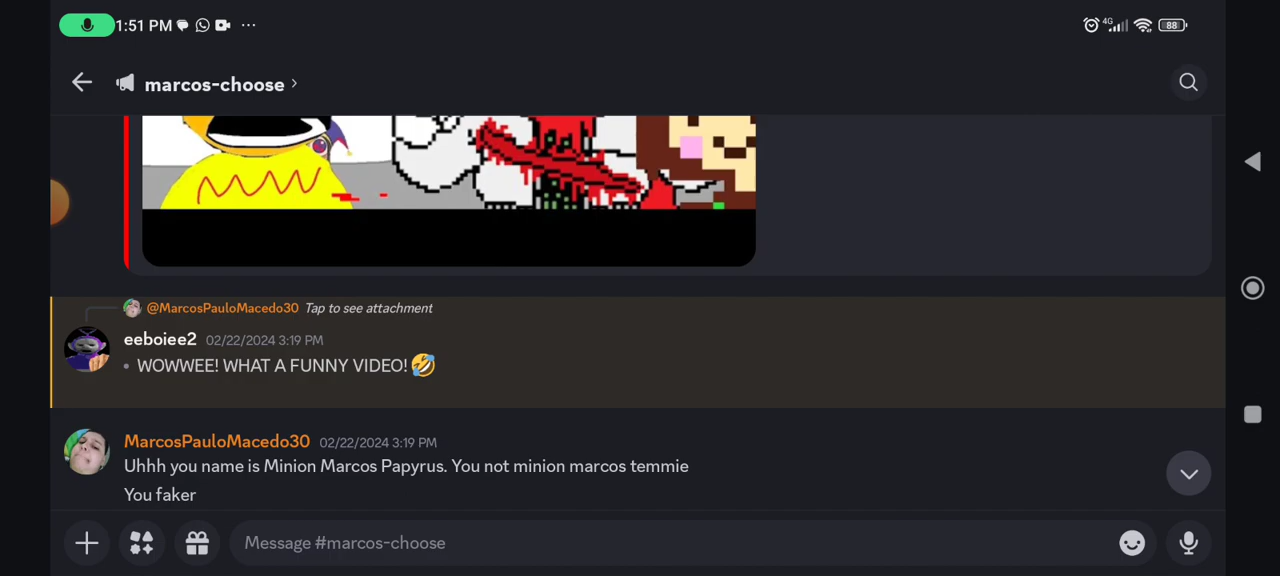 1:51 PM
4G
88
marcos-choose
@MarcosPauloMacedo30 Tap to see attachment
eeboiee2 02/22/2024 3:19 PM
• WOWWEE! WHAT A FUNNY VIDEO! 🤣
MarcosPauloMacedo30 02/22/2024 3:19 PM
Uhhh you name is Minion Marcos Papyrus. You not minion marcos temmie
You faker
Message #marcos-choose